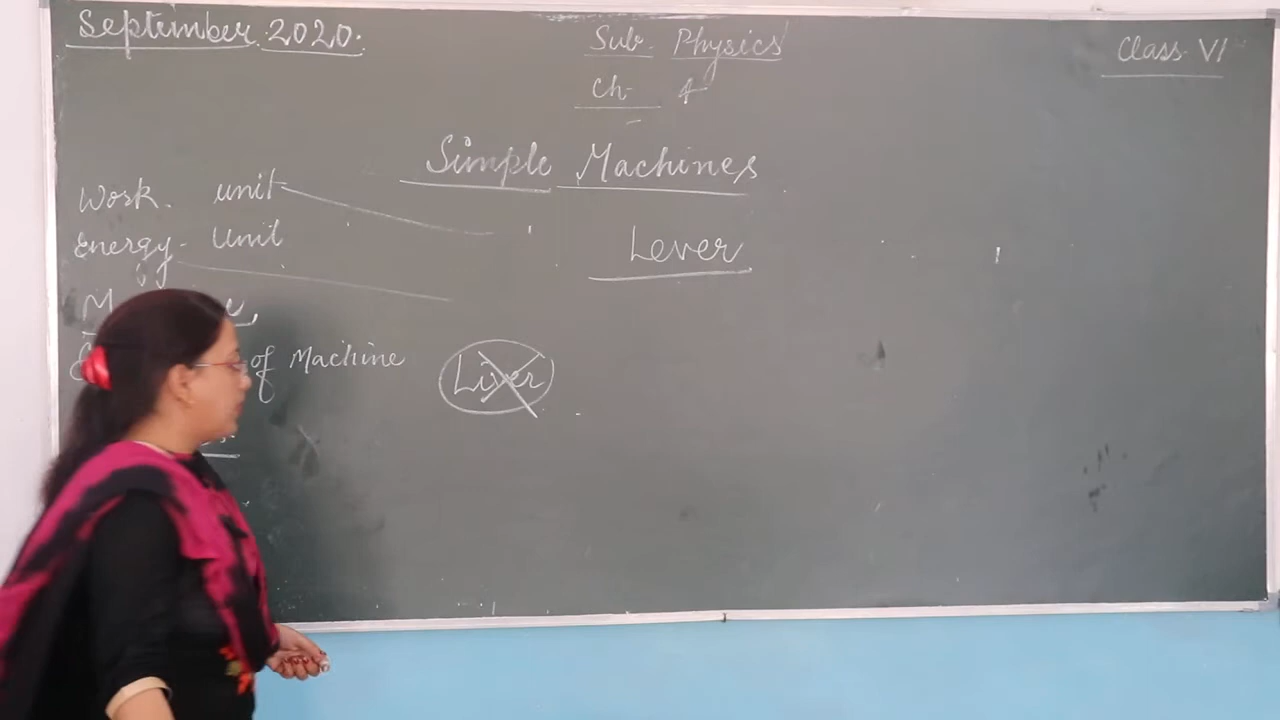 September 2020.
Sub. Physics
Class VI
Ch 4
Simple Machines
Work. unit
Energy - Unit
Lever
of Machine
Liver